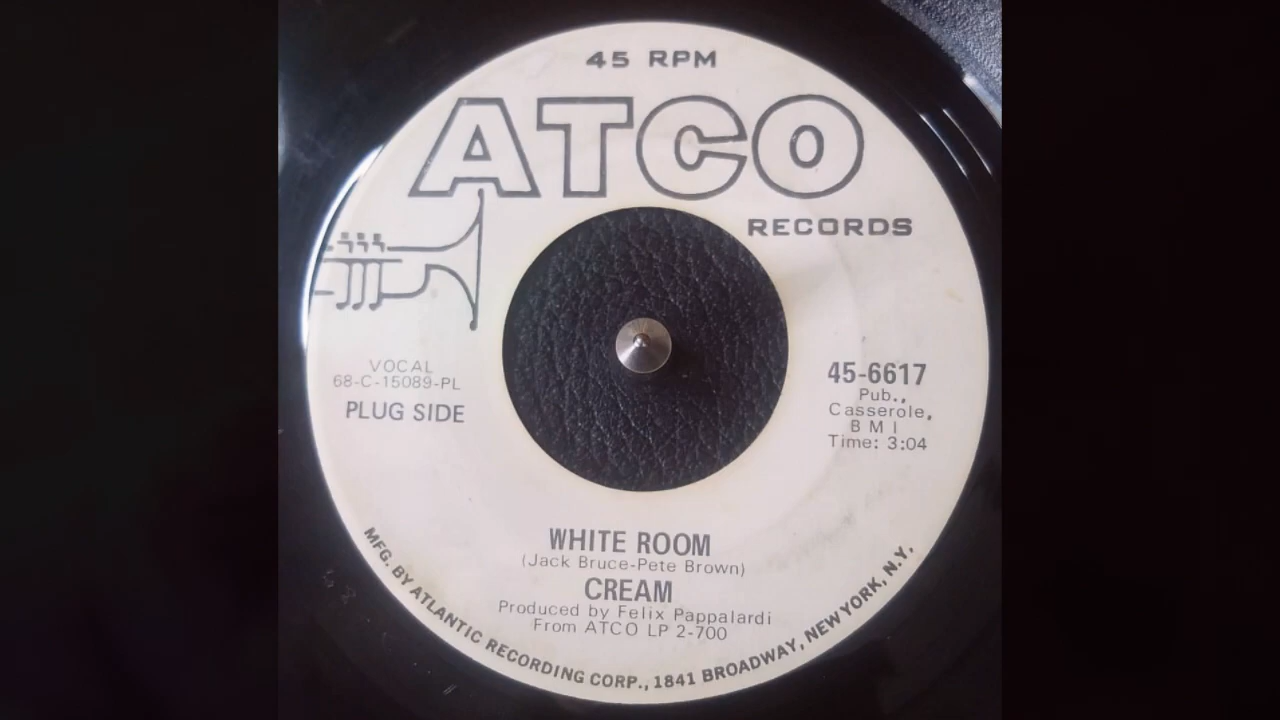 45 RPM
ATCO
RECORDS
VOCAL
68-C-15089-PL
PLUG SIDE
45-6617
Pub.,
Casserole,
B M I
Time: 3:04
WHITE ROOM
(Jack Bruce-Pete Brown)
CREAM
Produced by Felix Pappalardi
From ATCO LP 2-700
MFG. BY ATLANTIC RECORDING CORP., 1841 BROADWAY, NEW YORK, N.Y.